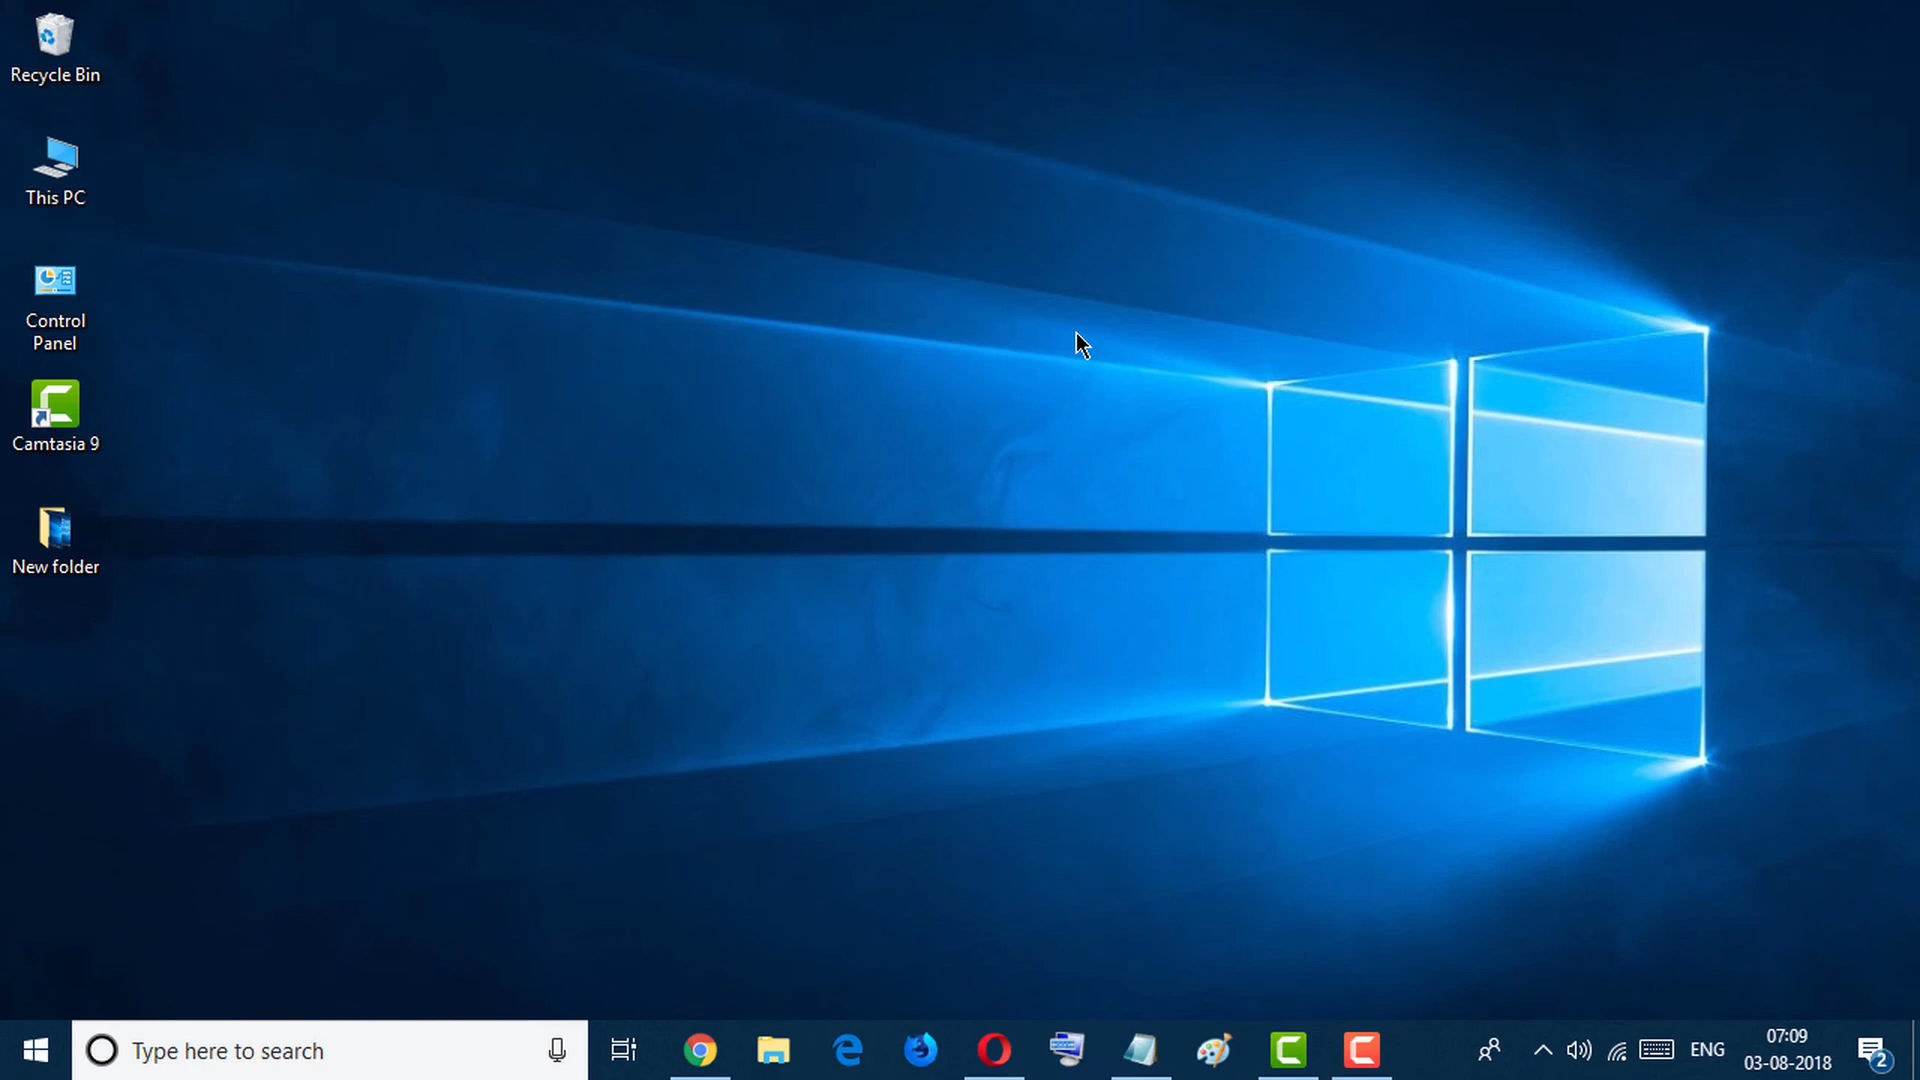 Recycle Bin
This PC
Control
Panel
Camtasia 9
New folder
Type here to search
ENG
07:09
03-08-2018
2